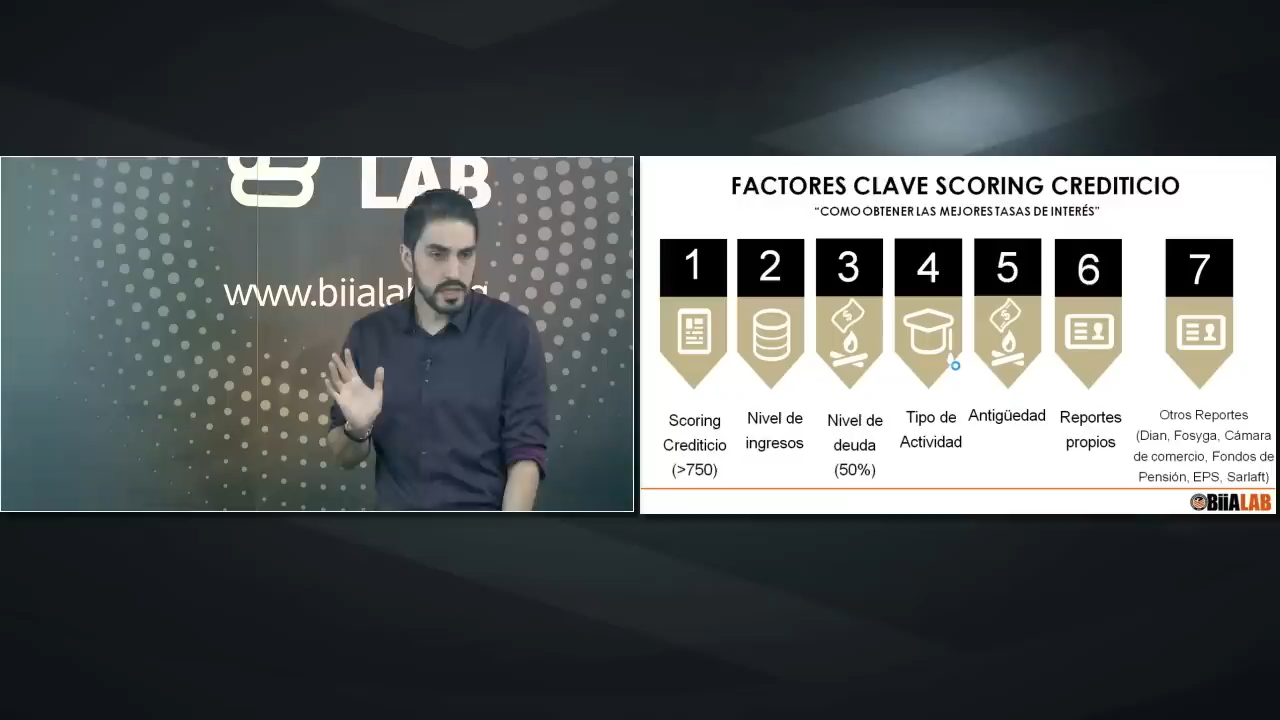 LAB
FACTORES CLAVE SCORING CREDITICIO
“COMO OBTENER LAS MEJORES TASAS DE INTERÉS”
1 2 3 4 5 6 7
Scoring
Crediticio
(>750)
Nivel de
ingresos
Nivel de
deuda
(50%)
Tipo de
Actividad
Antigüedad
Reportes
propios
Otros Reportes
(Dian, Fosyga, Cámara
de comercio, Fondos de
Pensión, EPS, Sarlaft)
BiiALAB